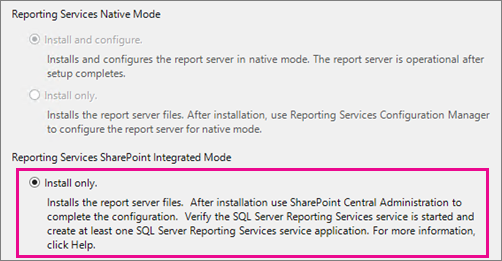 Reporting Services Native Mode
Install and configure.
Installs and configures the report server in native mode. The report server is operational after
setup completes.
Install only.
Installs the report server files. After installation, use Reporting Services Configuration Manager
to configure the report server for native mode.
Reporting Services SharePoint Integrated Mode
Install only.
Installs the report server files. After installation use SharePoint Central Administration to
complete the configuration. Verify the SQL Server Reporting Services service is started and
create at least one SQL Server Reporting Services service application. For more information,
click Help.